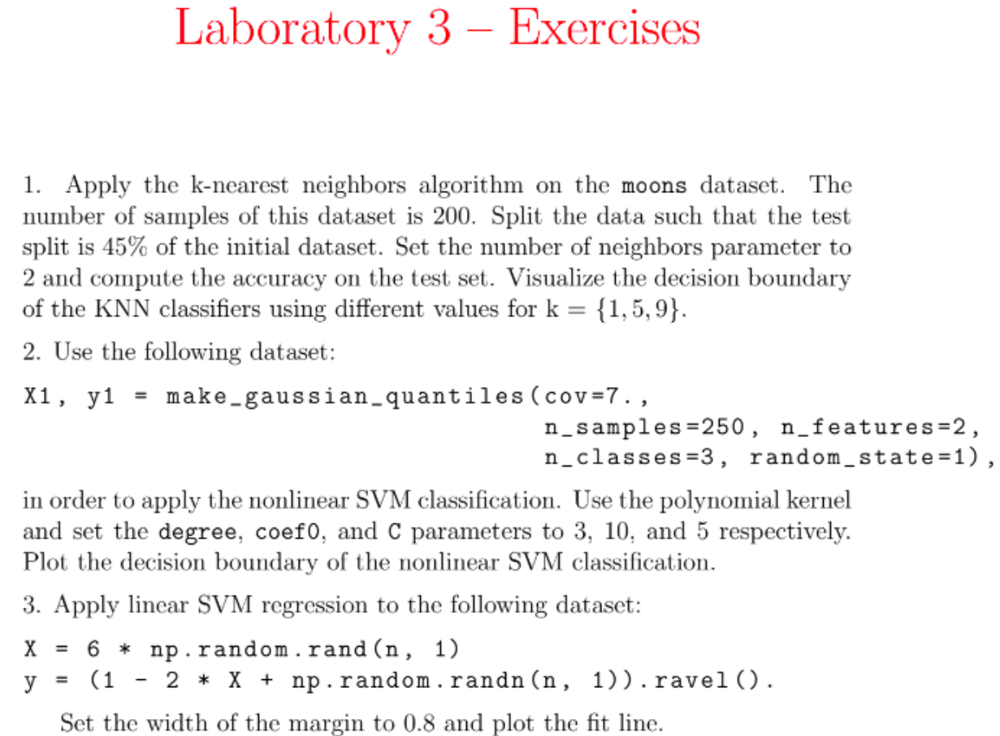 Laboratory 3 – Exercises
1. Apply the k-nearest neighbors algorithm on the moons dataset. The
number of samples of this dataset is 200. Split the data such that the test
split is 45% of the initial dataset. Set the number of neighbors parameter to
2 and compute the accuracy on the test set. Visualize the decision boundary
of the KNN classifiers using different values for k = {1, 5, 9}.
2. Use the following dataset:
X1, y1 = make_gaussian_quantiles(cov=7.,
n_samples=250, n_features=2,
n_classes=3, random_state=1),
in order to apply the nonlinear SVM classification. Use the polynomial kernel
and set the degree, coef0, and C parameters to 3, 10, and 5 respectively.
Plot the decision boundary of the nonlinear SVM classification.
3. Apply linear SVM regression to the following dataset:
X = 6 * np.random.rand(n, 1)
y = (1 - 2 * X + np.random.randn(n, 1)).ravel().
Set the width of the margin to 0.8 and plot the fit line.